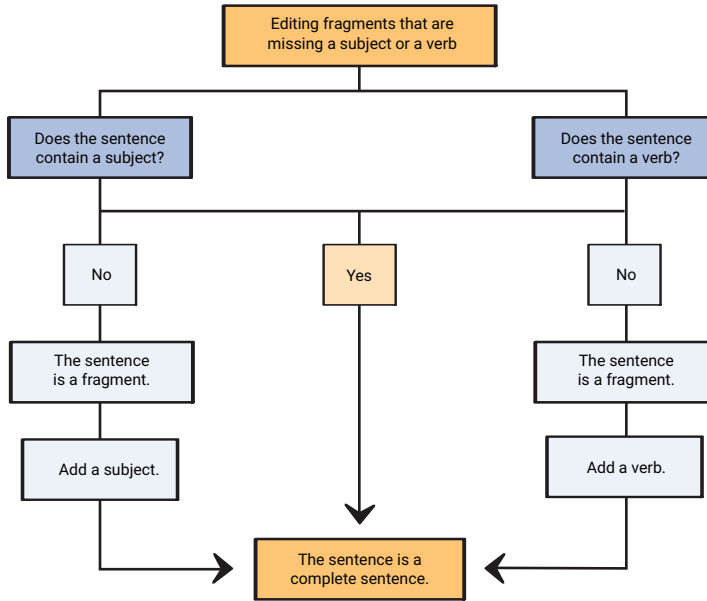 Editing fragments that are
missing a subject or a verb
Does the sentence
contain a subject?
Does the sentence
contain a verb?
No
Yes
No
The sentence
is a fragment.
The sentence
is a fragment.
Add a subject.
Add a verb.
The sentence is a
complete sentence.